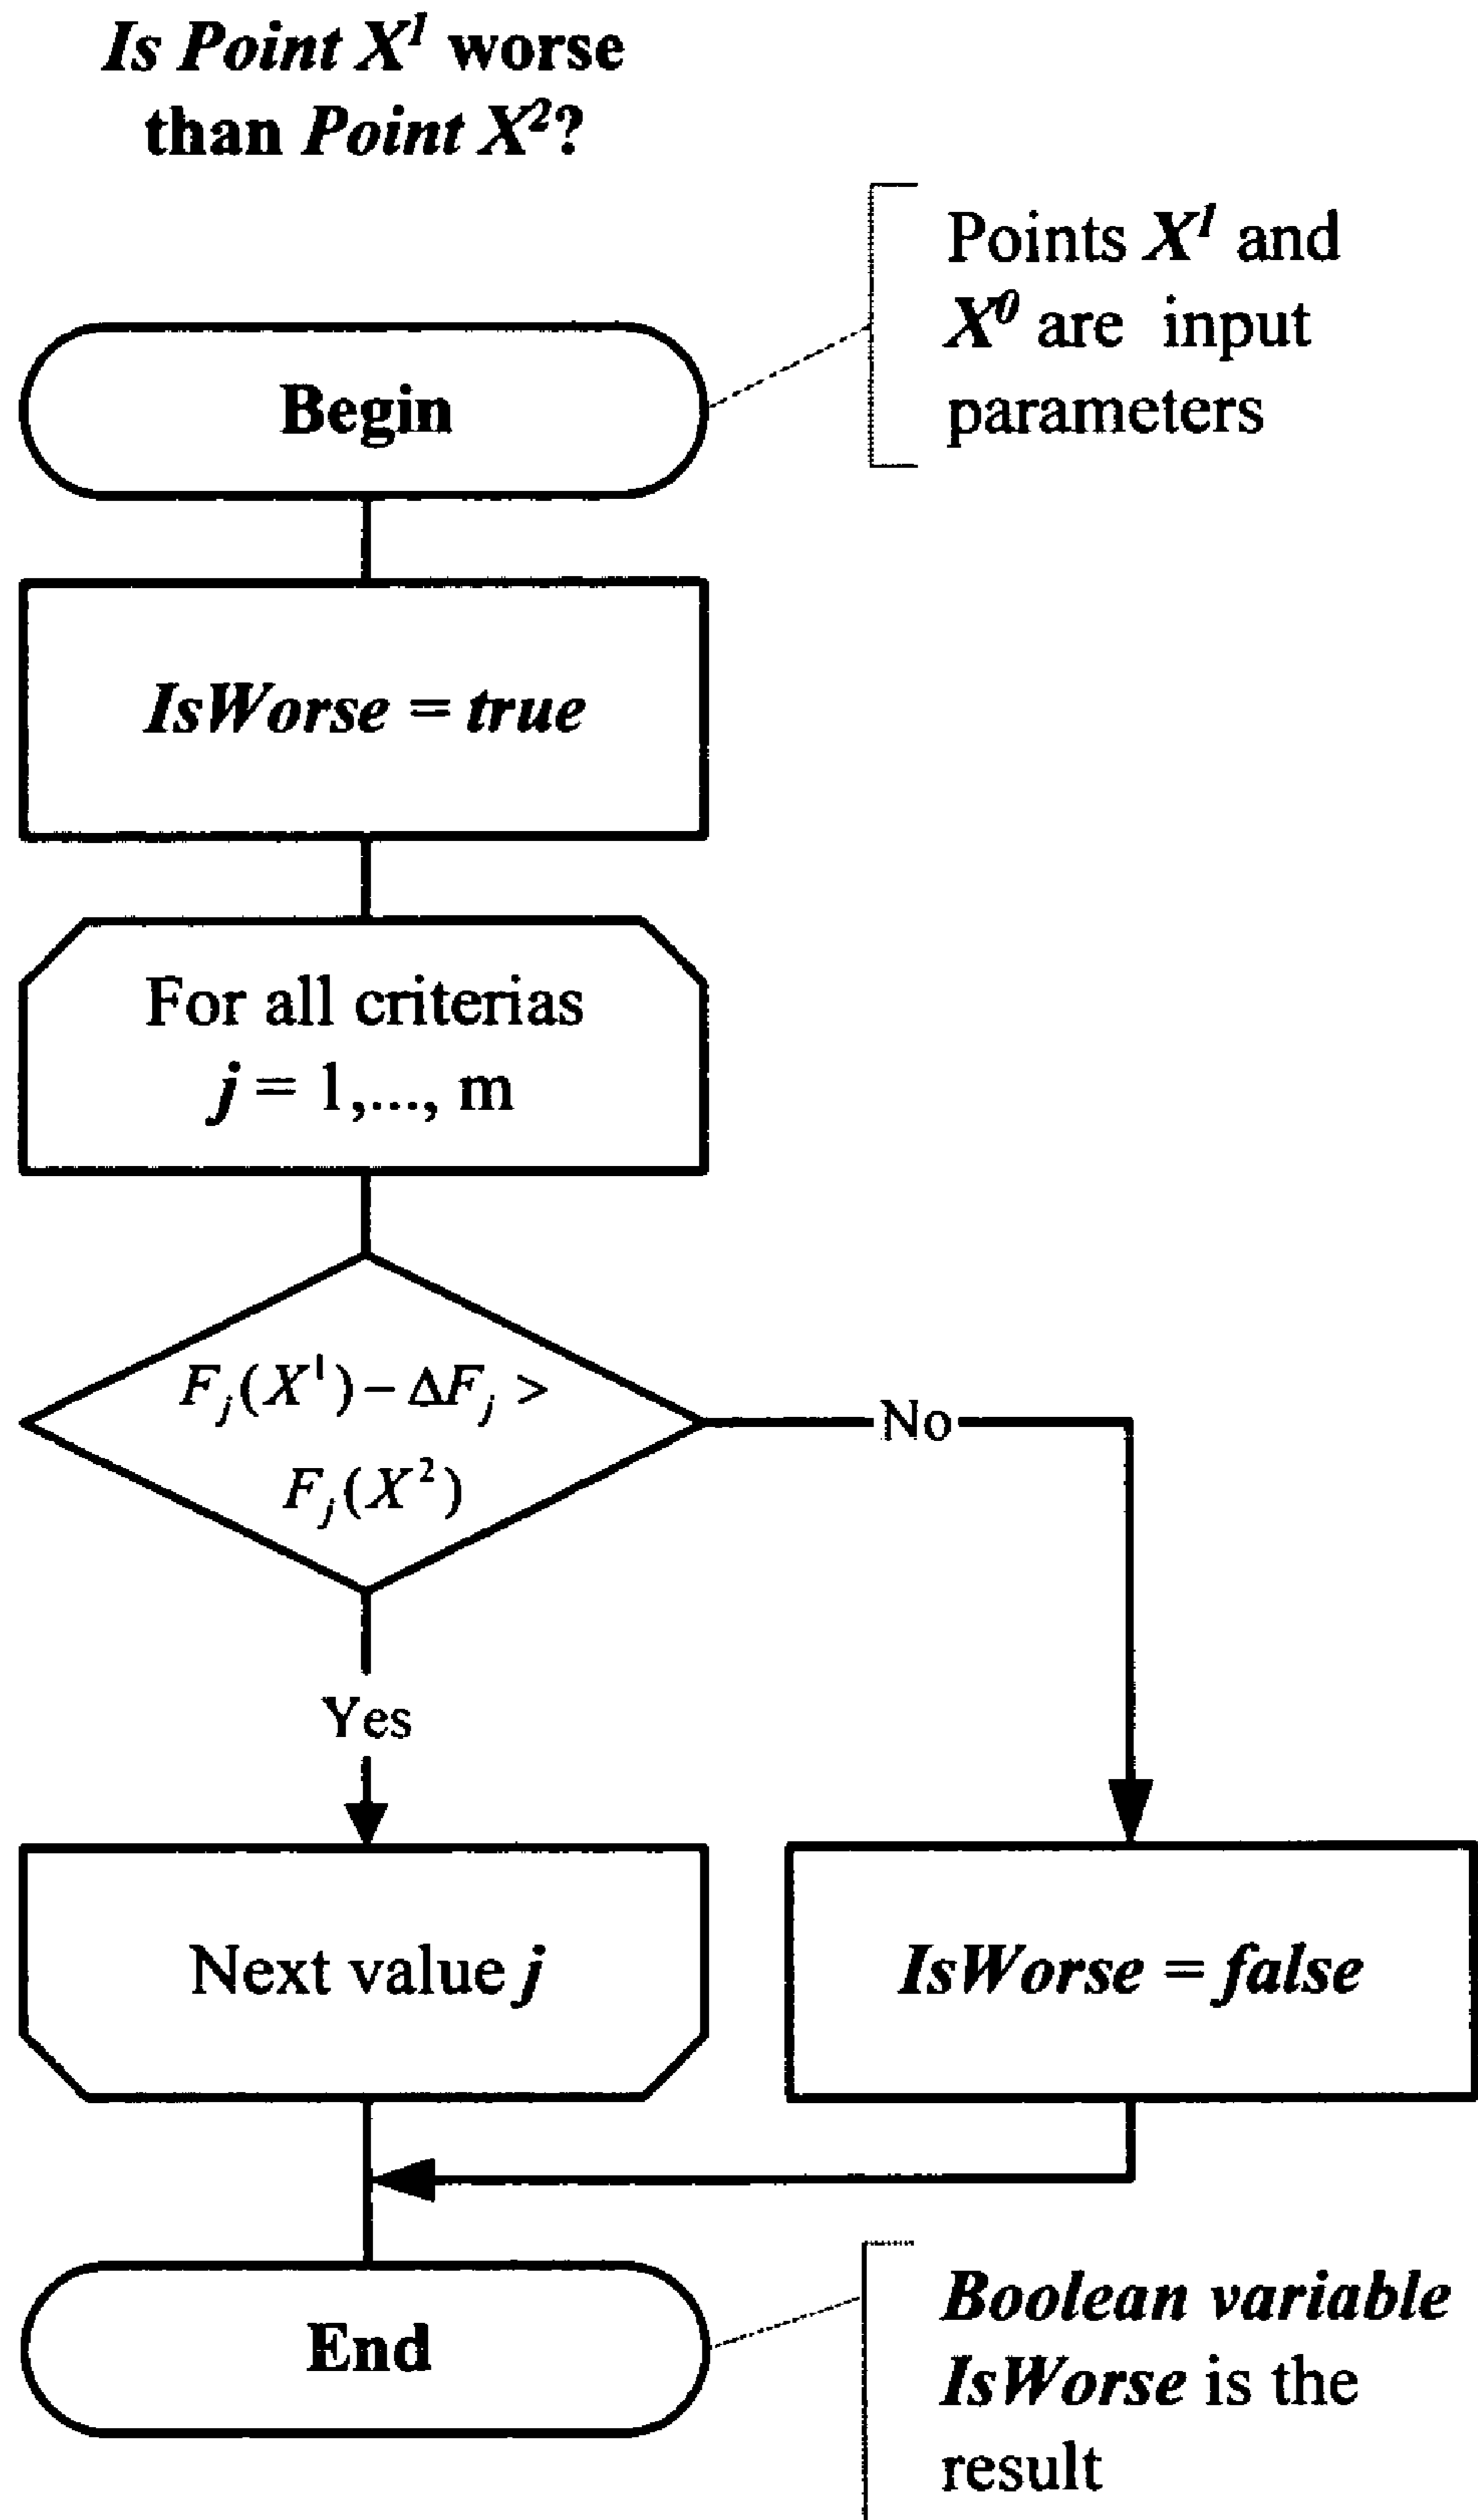 Is Point X¹ worse
than Point X²?
Points X¹ and
X⁰ are input
parameters
Begin
IsWorse = true
For all criterias
j = 1,..., m
Fⱼ(X¹) – ΔFⱼ >
Fⱼ(X²)
No
Yes
Next value j
IsWorse = false
End
Boolean variable
IsWorse is the
result